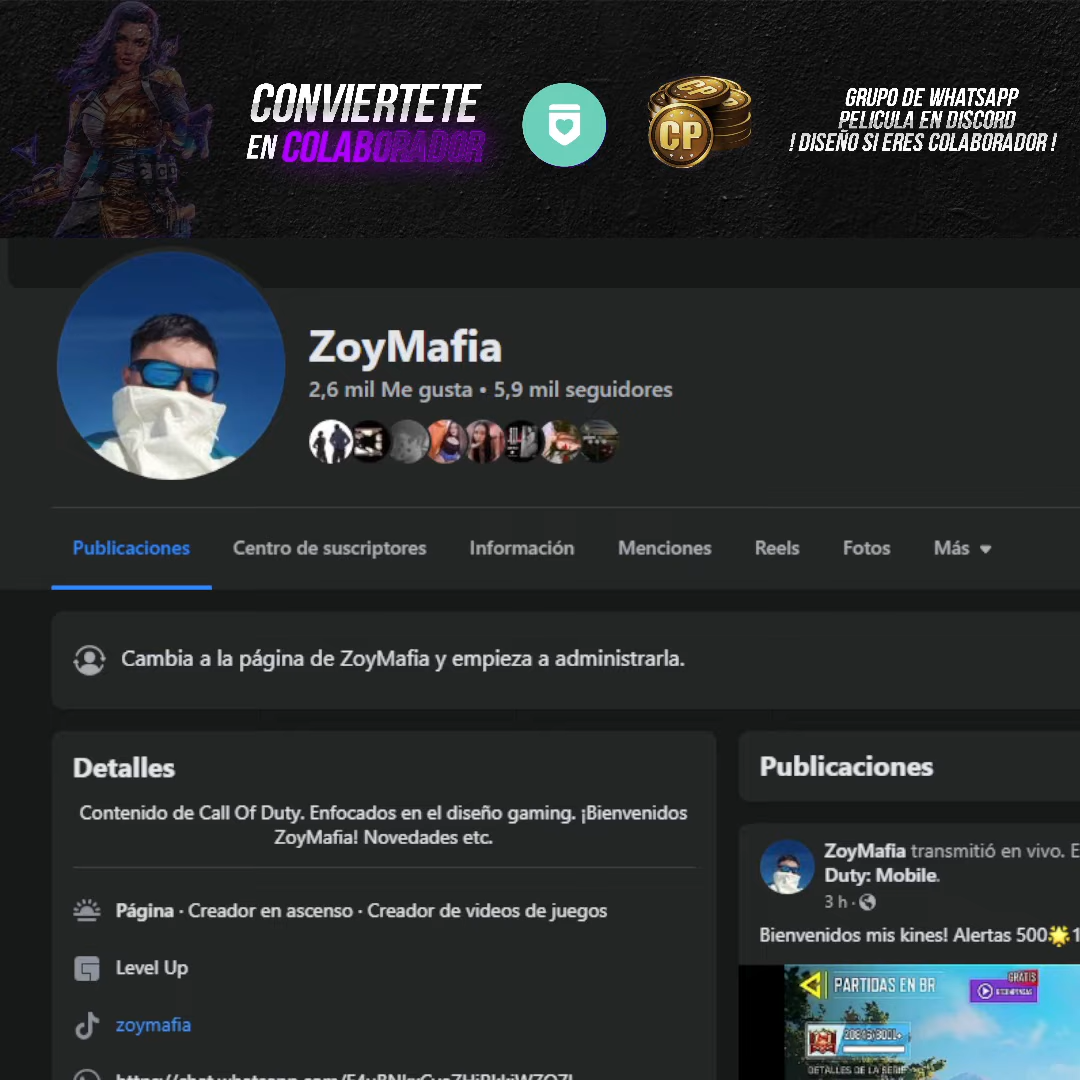 CONVIERTETE
EN COLABORADOR
CP
CP
GRUPO DE WHATSAPP
PELICULA EN DISCORD
! DISEÑO SI ERES COLABORADOR !
ZoyMafia
2,6 mil Me gusta • 5,9 mil seguidores
Publicaciones
Centro de suscriptores
Información
Menciones
Reels
Fotos
Más
Cambia a la página de ZoyMafia y empieza a administrarla.
Detalles
Contenido de Call Of Duty. Enfocados en el diseño gaming. ¡Bienvenidos
ZoyMafia! Novedades etc.
Página · Creador en ascenso · Creador de videos de juegos
Level Up
zoymafia
Publicaciones
ZoyMafia transmitió en vivo. E
Duty: Mobile.
3 h ·
Bienvenidos mis kines! Alertas 500🌟1
PARTIDAS EN BR
GRATIS
DETALLES DE LA SERIE